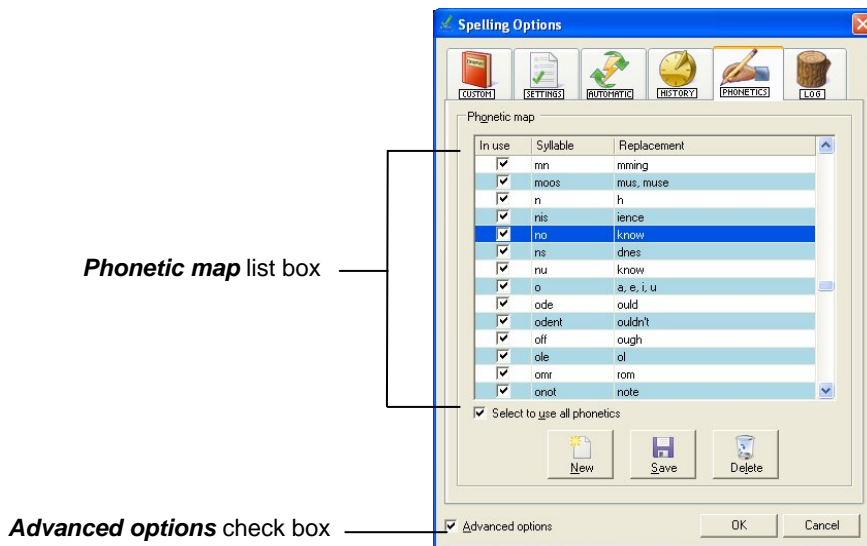 Spelling Options
CUSTOM SETTINGS AUTOMATIC HISTORY PHONETICS LOG
Phonetic map
In use Syllable Replacement
mn mming
moos mus, muse
n h
nis ience
no know
ns dnes
nu know
o a, e, i, u
ode ould
odent ouldn't
off ough
ole ol
omr rom
onot note
Phonetic map list box
Select to use all phonetics
New Save Delete
Advanced options check box
Advanced options OK Cancel